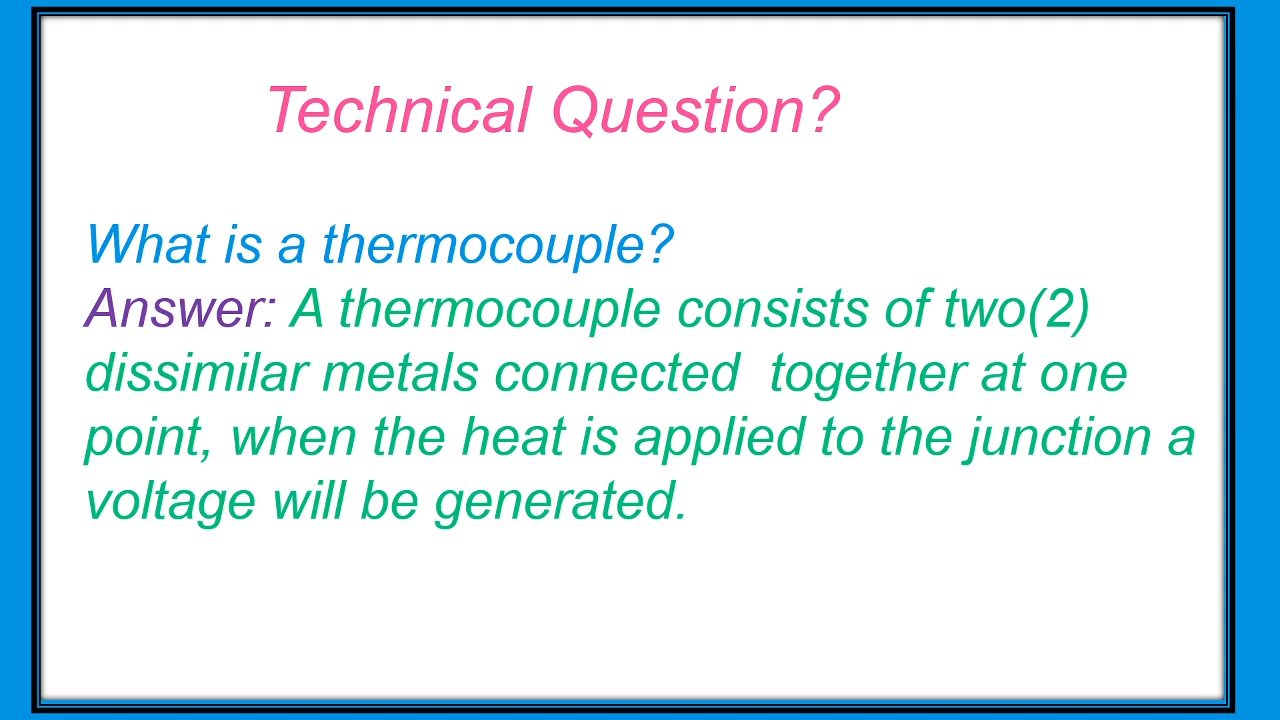 Technical Question?
What is a thermocouple?
Answer: A thermocouple consists of two(2)
dissimilar metals connected  together at one
point, when the heat is applied to the junction a
voltage will be generated.